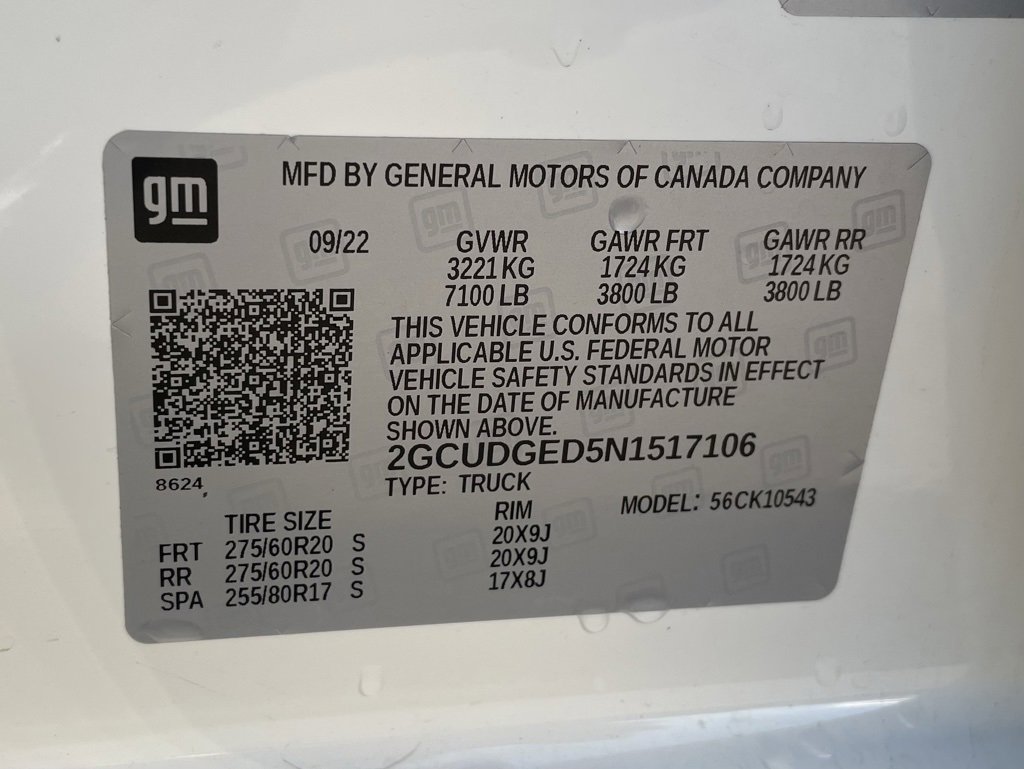 gm
MFD BY GENERAL MOTORS OF CANADA COMPANY
09/22 GVWR GAWR FRT GAWR RR
3221 KG 1724 KG 1724 KG
7100 LB 3800 LB 3800 LB
THIS VEHICLE CONFORMS TO ALL
APPLICABLE U.S. FEDERAL MOTOR
VEHICLE SAFETY STANDARDS IN EFFECT
ON THE DATE OF MANUFACTURE
SHOWN ABOVE.
2GCUDGED5N1517106
8624
TYPE: TRUCK MODEL: 56CK10543
TIRE SIZE RIM
FRT 275/60R20 S 20X9J
RR 275/60R20 S 20X9J
SPA 255/80R17 S 17X8J